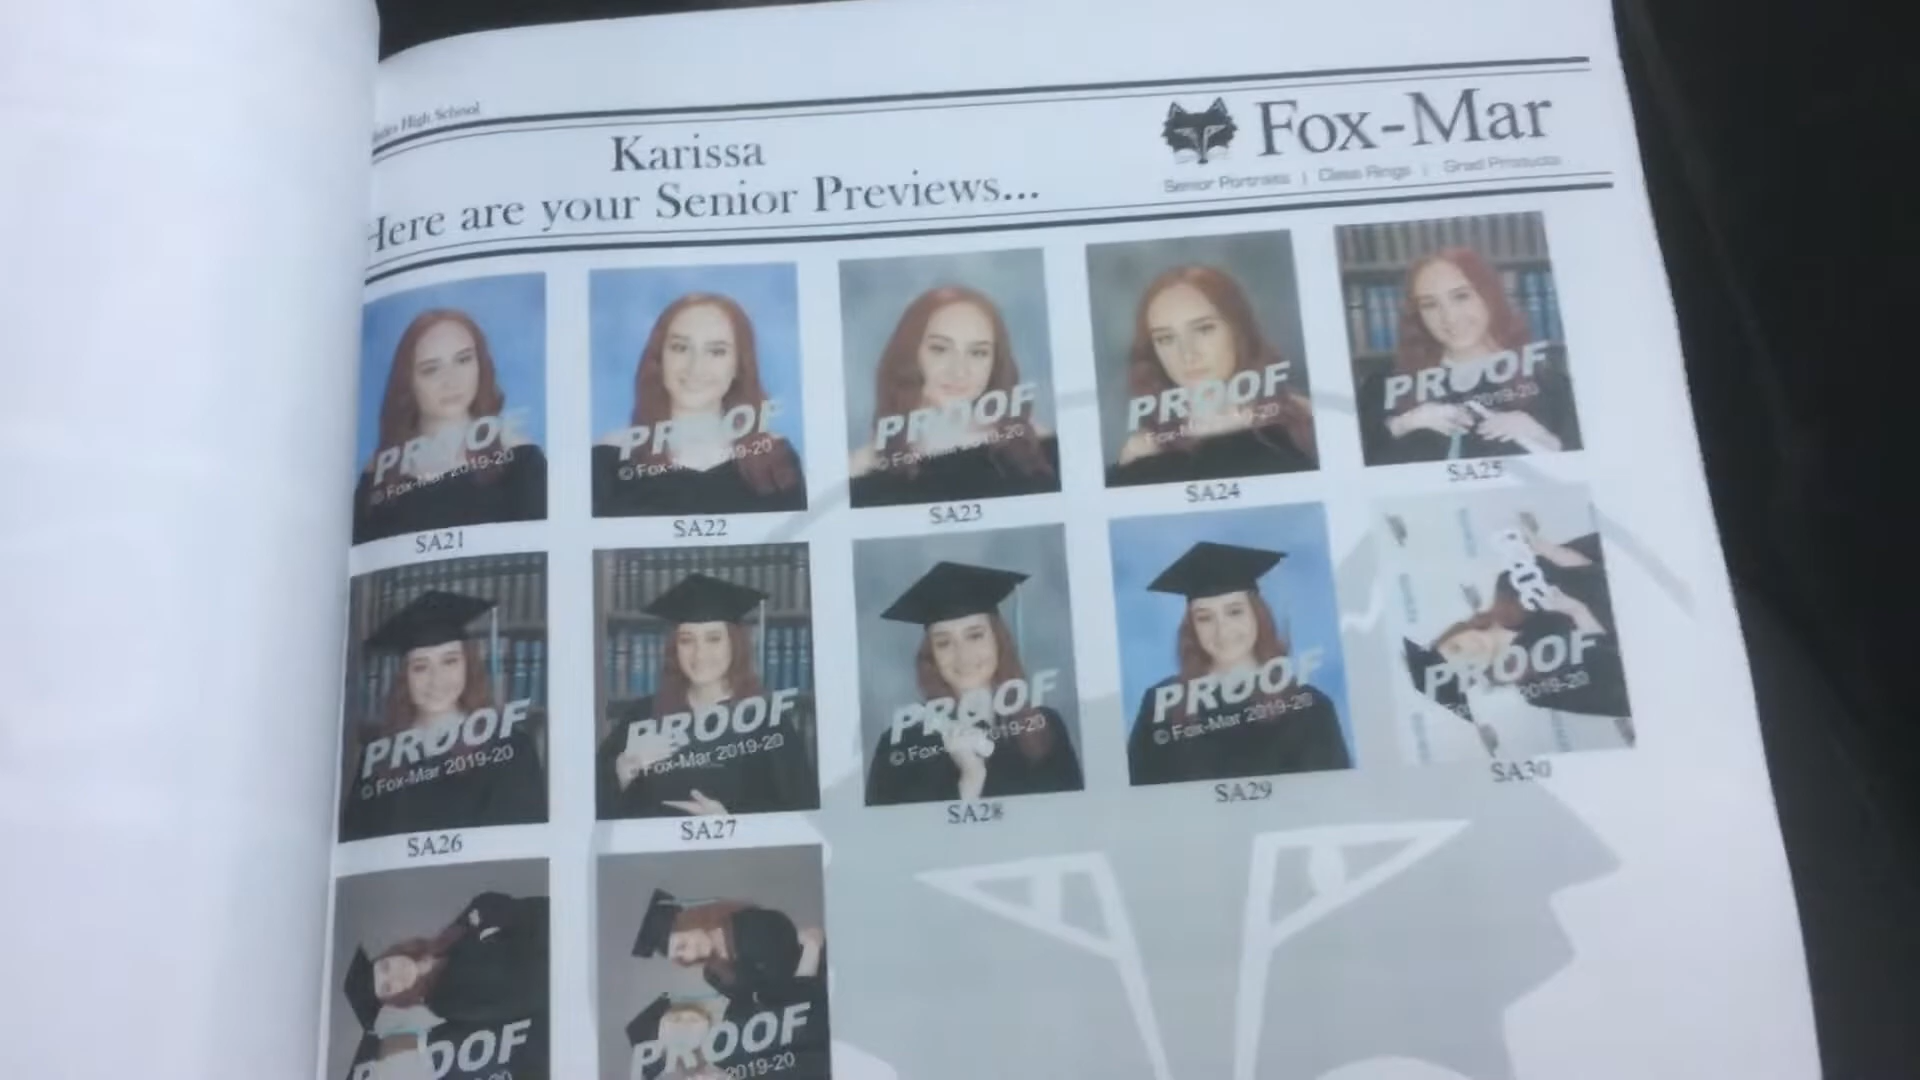 High School
Karissa
Here are your Senior Previews...
Fox-Mar
Senior Portraits | Class Rings | Grad Products
PROOF
© Fox-Mar 2019-20
PROOF
© Fox-Mar 2019-20
PROOF
© Fox-Mar 2019-20
PROOF
Fox-Mar 2019-20
PROOF
2019-20
SA21
SA22
SA23
SA24
SA25
PROOF
© Fox-Mar 2019-20
PROOF
© Fox-Mar 2019-20
PROOF
© Fox-Mar 2019-20
PROOF
© Fox-Mar 2019-20
PROOF
2019-20
SA26
SA27
SA28
SA29
SA30
PROOF
PROOF
2019-20